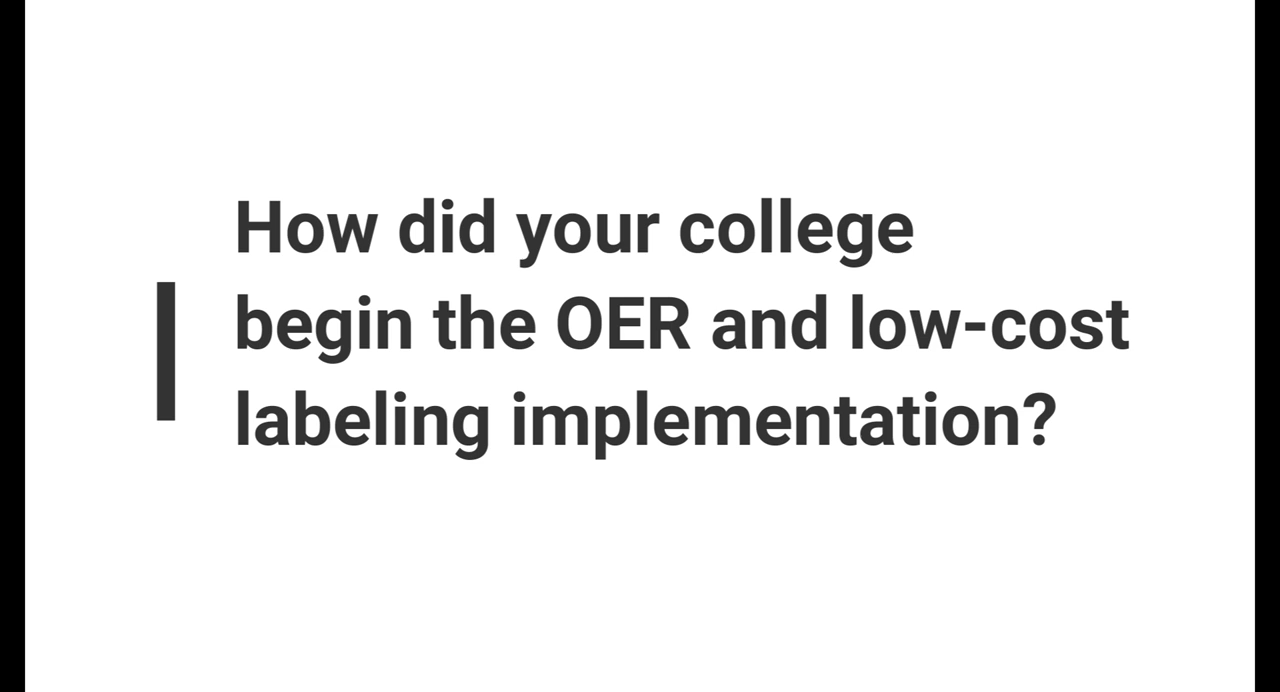 How did your college
begin the OER and low-cost
labeling implementation?